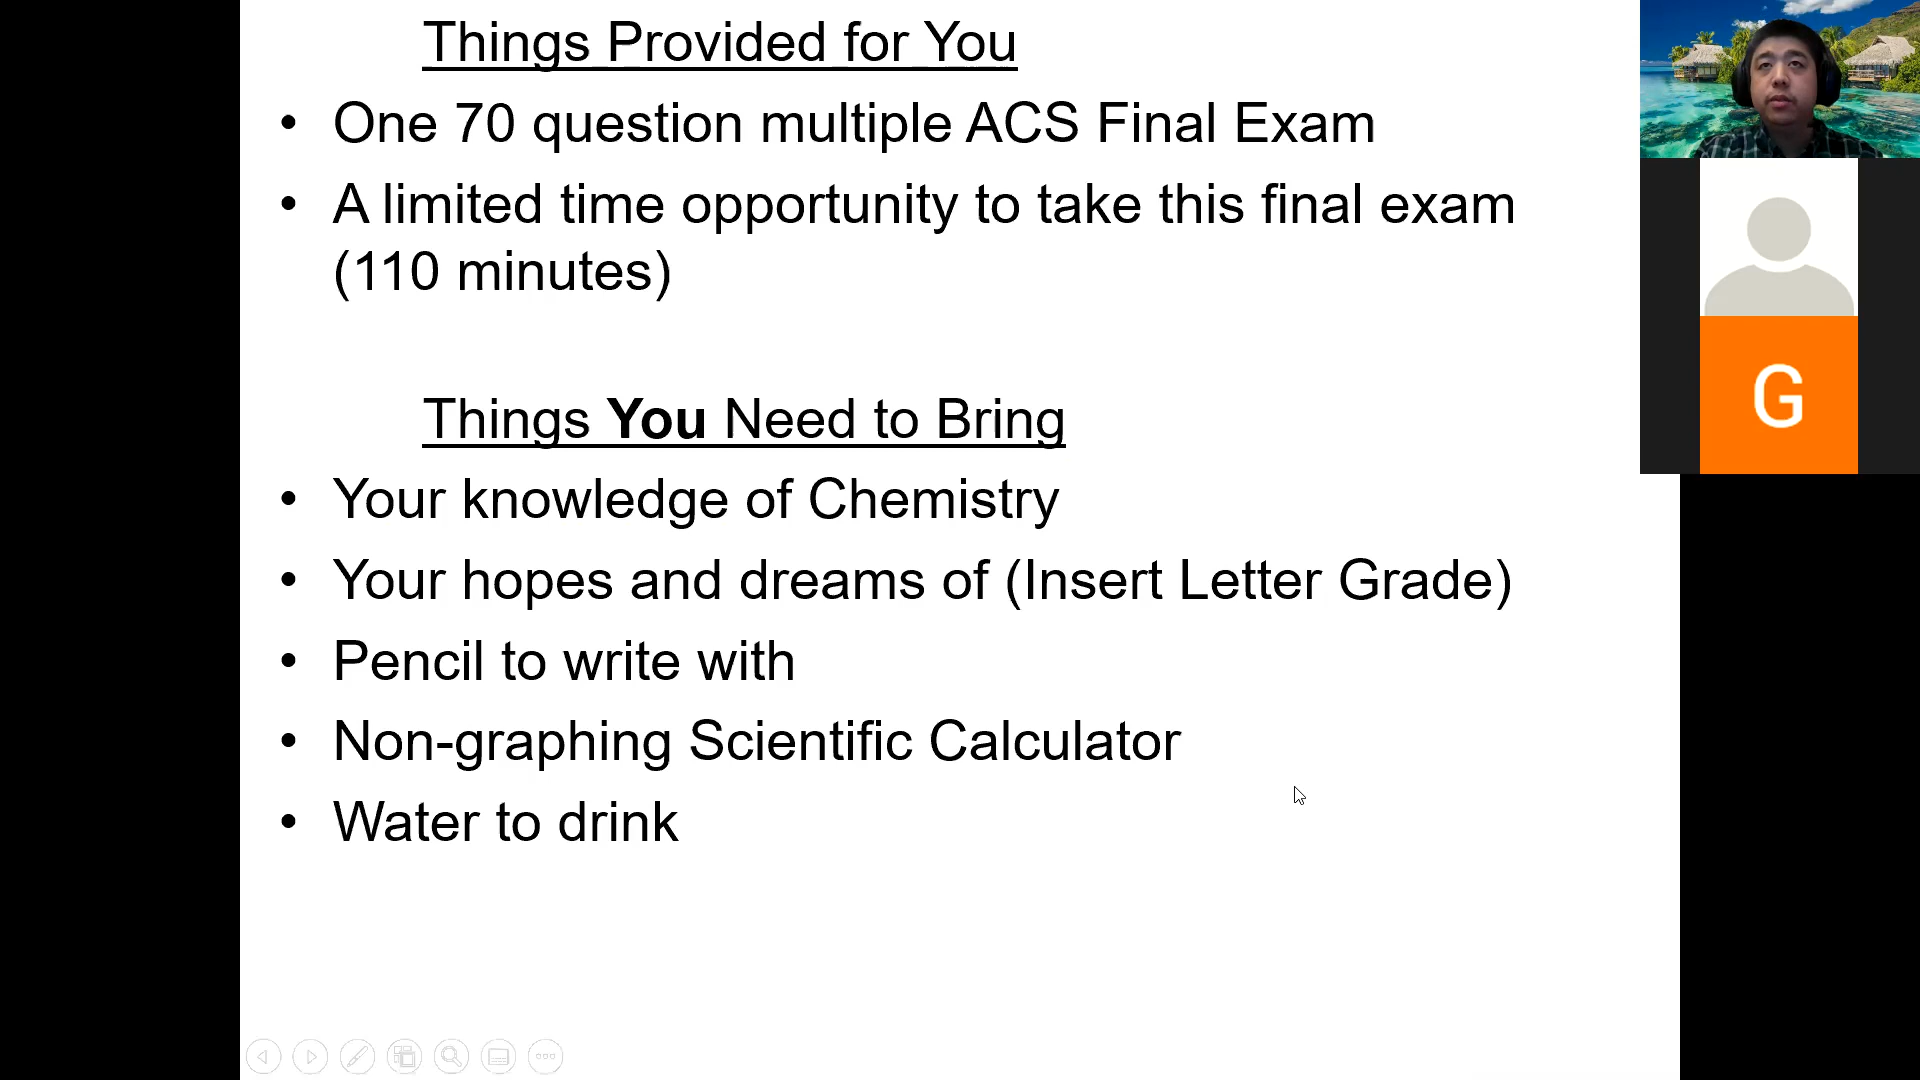 Things Provided for You
• One 70 question multiple ACS Final Exam
• A limited time opportunity to take this final exam
(110 minutes)
Things You Need to Bring
• Your knowledge of Chemistry
• Your hopes and dreams of (Insert Letter Grade)
• Pencil to write with
• Non-graphing Scientific Calculator
• Water to drink
G